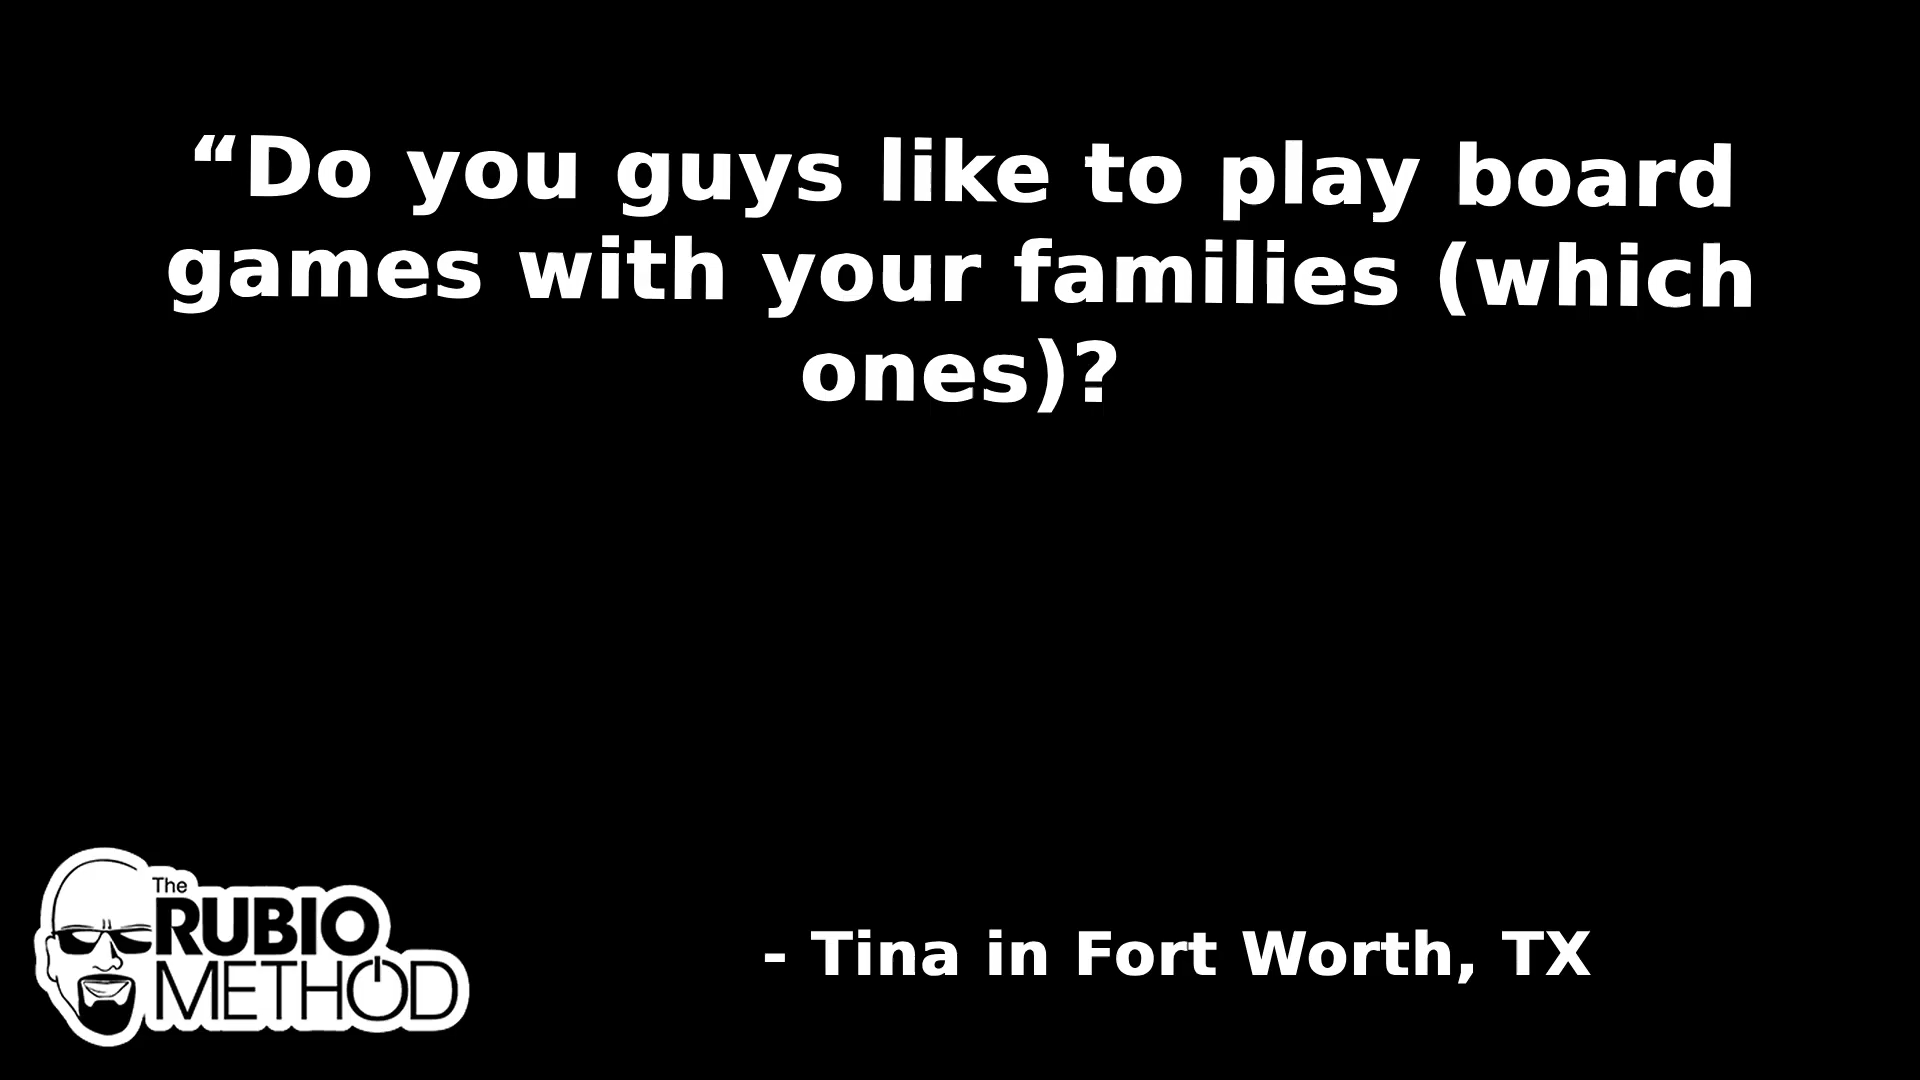 “Do you guys like to play board
games with your families (which
ones)?
The
RUBIO
METHOD
- Tina in Fort Worth, TX